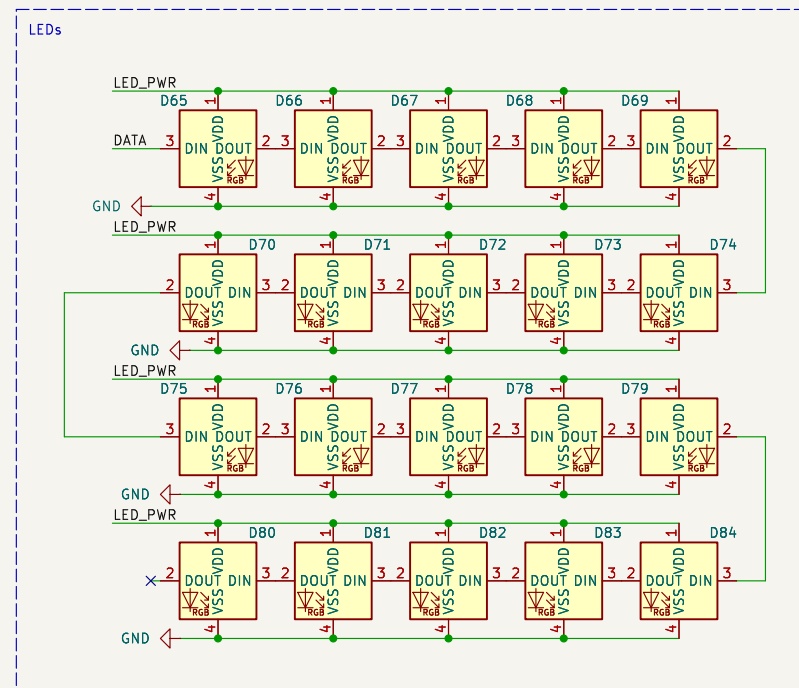 LEDs
LED_PWR
D65 1 D66 1 D67 1 D68 1 D69 1
DATA 3 DIN VDD DOUT 2 3 DIN VDD DOUT 2 3 DIN VDD DOUT 2 3 DIN VDD DOUT 2 3 DIN VDD DOUT 2
VSS RGB VSS RGB VSS RGB VSS RGB VSS RGB
4 4 4 4 4
GND
LED_PWR
1 D70 1 D71 1 D72 1 D73 1 D74
2 DOUT VDD DIN 3 2 DOUT VDD DIN 3 2 DOUT VDD DIN 3 2 DOUT VDD DIN 3 2 DOUT VDD DIN 3
RGB VSS RGB VSS RGB VSS RGB VSS RGB VSS
4 4 4 4 4
GND
LED_PWR
D75 1 D76 1 D77 1 D78 1 D79 1
3 DIN VDD DOUT 2 3 DIN VDD DOUT 2 3 DIN VDD DOUT 2 3 DIN VDD DOUT 2 3 DIN VDD DOUT 2
VSS RGB VSS RGB VSS RGB VSS RGB VSS RGB
4 4 4 4 4
GND
LED_PWR
1 D80 1 D81 1 D82 1 D83 1 D84
2 DOUT VDD DIN 3 2 DOUT VDD DIN 3 2 DOUT VDD DIN 3 2 DOUT VDD DIN 3 2 DOUT VDD DIN 3
RGB VSS RGB VSS RGB VSS RGB VSS RGB VSS
4 4 4 4 4
GND